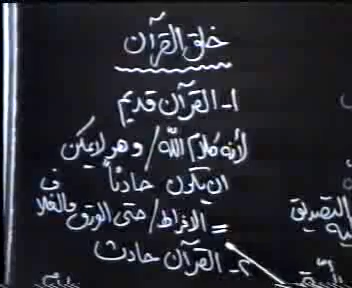 خلق القرآن
١- القرآن قديم
لأنه كلام الله / وهو لا يمكن
ان يكون حادثاً
= الافراط / حتى الورق والغلاف
٢- القرآن حادث
التصديق